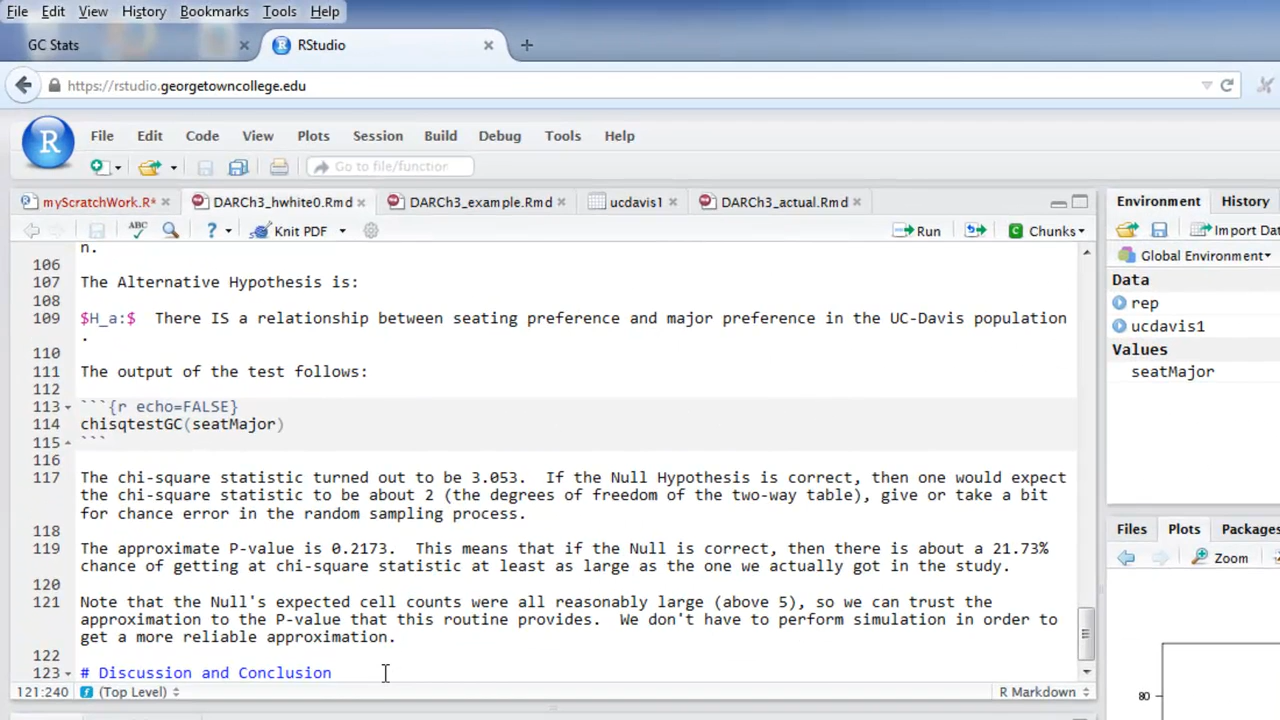 File Edit View History Bookmarks Tools Help
GC Stats × RStudio × +
https://rstudio.georgetowncollege.edu
R File Edit Code View Plots Session Build Debug Tools Help
Go to file/function
myScratchWork.R* × DARCh3_hwhite0.Rmd × DARCh3_example.Rmd × ucdavis1 × DARCh3_actual.Rmd ×
ABC ? Knit PDF Run Chunks
n.
106
107 The Alternative Hypothesis is:
108
109 $H_a:$ There IS a relationship between seating preference and major preference in the UC-Davis population
.
110
111 The output of the test follows:
112
113 ```{r echo=FALSE}
114 chisqtestGC(seatMajor)
115 ```
116
117 The chi-square statistic turned out to be 3.053. If the Null Hypothesis is correct, then one would expect
the chi-square statistic to be about 2 (the degrees of freedom of the two-way table), give or take a bit
for chance error in the random sampling process.
118
119 The approximate P-value is 0.2173. This means that if the Null is correct, then there is about a 21.73%
chance of getting at chi-square statistic at least as large as the one we actually got in the study.
120
121 Note that the Null's expected cell counts were all reasonably large (above 5), so we can trust the
approximation to the P-value that this routine provides. We don't have to perform simulation in order to
get a more reliable approximation.
122
123 # Discussion and Conclusion
121:240 (Top Level) R Markdown
Environment History
Import Dat
Global Environment
Data
rep
ucdavis1
Values
seatMajor
Files Plots Packages
Zoom
80